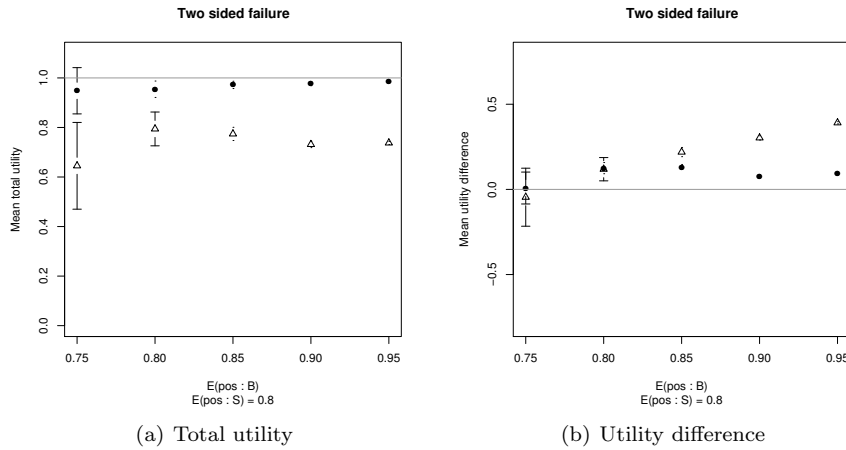 Two sided failure
Mean total utility
1.0
0.8
0.6
0.4
0.2
0.0
0.75 0.80 0.85 0.90 0.95
E(pos : B)
E(pos : S) = 0.8
(a) Total utility
Two sided failure
Mean utility difference
0.5
0.0
−0.5
0.75 0.80 0.85 0.90 0.95
E(pos : B)
E(pos : S) = 0.8
(b) Utility difference